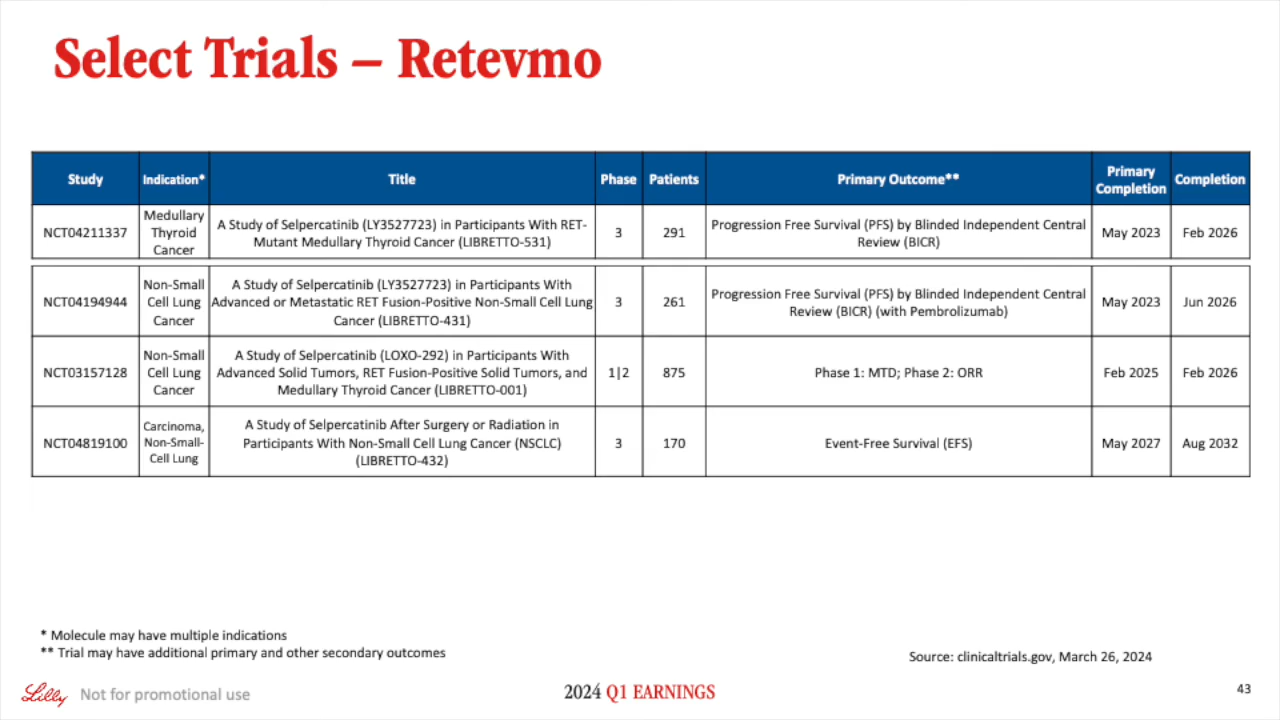 Select Trials – Retevmo
Study
Indication*
Title
Phase
Patients
Primary Outcome**
Primary
Completion
Completion
NCT04211337
Medullary
Thyroid
Cancer
A Study of Selpercatinib (LY3527723) in Participants With RET-
Mutant Medullary Thyroid Cancer (LIBRETTO-531)
3
291
Progression Free Survival (PFS) by Blinded Independent Central
Review (BICR)
May 2023
Feb 2026
NCT04194944
Non-Small
Cell Lung
Cancer
A Study of Selpercatinib (LY3527723) in Participants With
Advanced or Metastatic RET Fusion-Positive Non-Small Cell Lung
Cancer (LIBRETTO-431)
3
261
Progression Free Survival (PFS) by Blinded Independent Central
Review (BICR) (with Pembrolizumab)
May 2023
Jun 2026
NCT03157128
Non-Small
Cell Lung
Cancer
A Study of Selpercatinib (LOXO-292) in Participants With
Advanced Solid Tumors, RET Fusion-Positive Solid Tumors, and
Medullary Thyroid Cancer (LIBRETTO-001)
1|2
875
Phase 1: MTD; Phase 2: ORR
Feb 2025
Feb 2026
NCT04819100
Carcinoma,
Non-Small-
Cell Lung
A Study of Selpercatinib After Surgery or Radiation in
Participants With Non-Small Cell Lung Cancer (NSCLC)
(LIBRETTO-432)
3
170
Event-Free Survival (EFS)
May 2027
Aug 2032
* Molecule may have multiple indications
** Trial may have additional primary and other secondary outcomes
Source: clinicaltrials.gov, March 26, 2024
Lilly
Not for promotional use
2024 Q1 EARNINGS
43